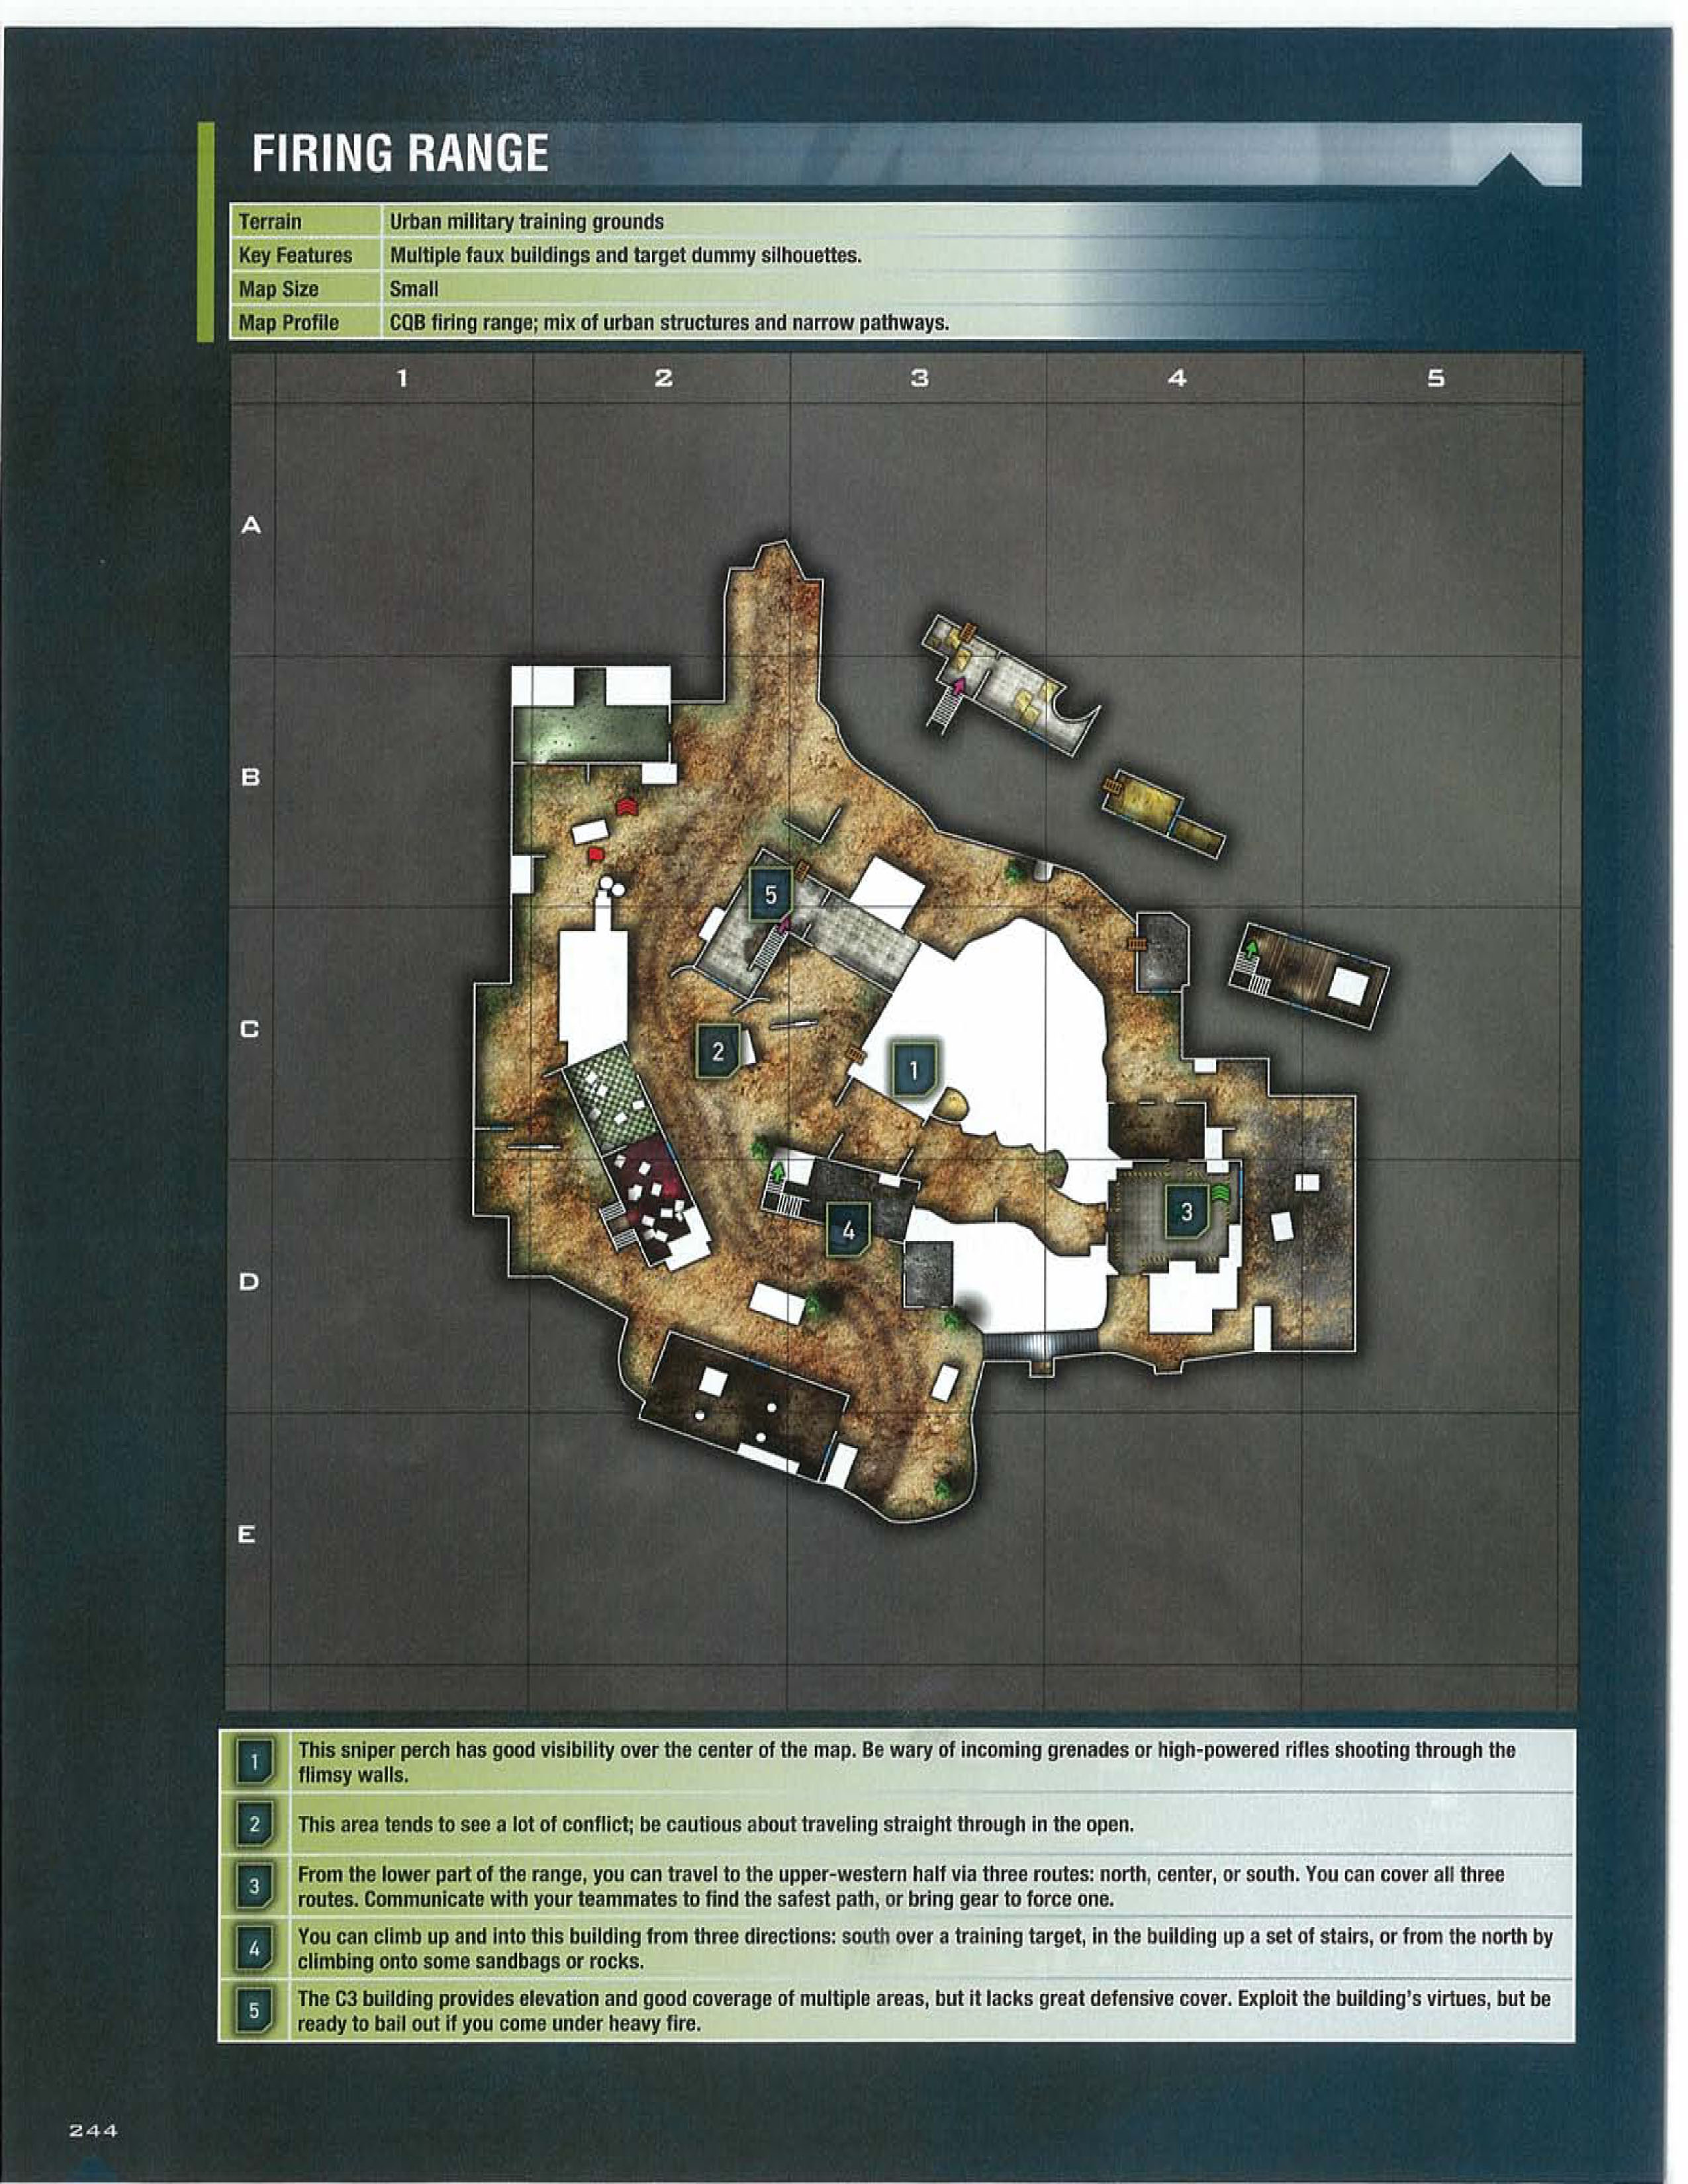 FIRING RANGE
Terrain Urban military training grounds
Key Features Multiple faux buildings and target dummy silhouettes.
Map Size Small
Map Profile CQB firing range; mix of urban structures and narrow pathways.
1 2 3 4 5
A
B
5
C
2
1
3
4
D
E
1 This sniper perch has good visibility over the center of the map. Be wary of incoming grenades or high-powered rifles shooting through the
flimsy walls.
2 This area tends to see a lot of conflict; be cautious about traveling straight through in the open.
3 From the lower part of the range, you can travel to the upper-western half via three routes: north, center, or south. You can cover all three
routes. Communicate with your teammates to find the safest path, or bring gear to force one.
4 You can climb up and into this building from three directions: south over a training target, in the building up a set of stairs, or from the north by
climbing onto some sandbags or rocks.
5 The C3 building provides elevation and good coverage of multiple areas, but it lacks great defensive cover. Exploit the building's virtues, but be
ready to bail out if you come under heavy fire.
244